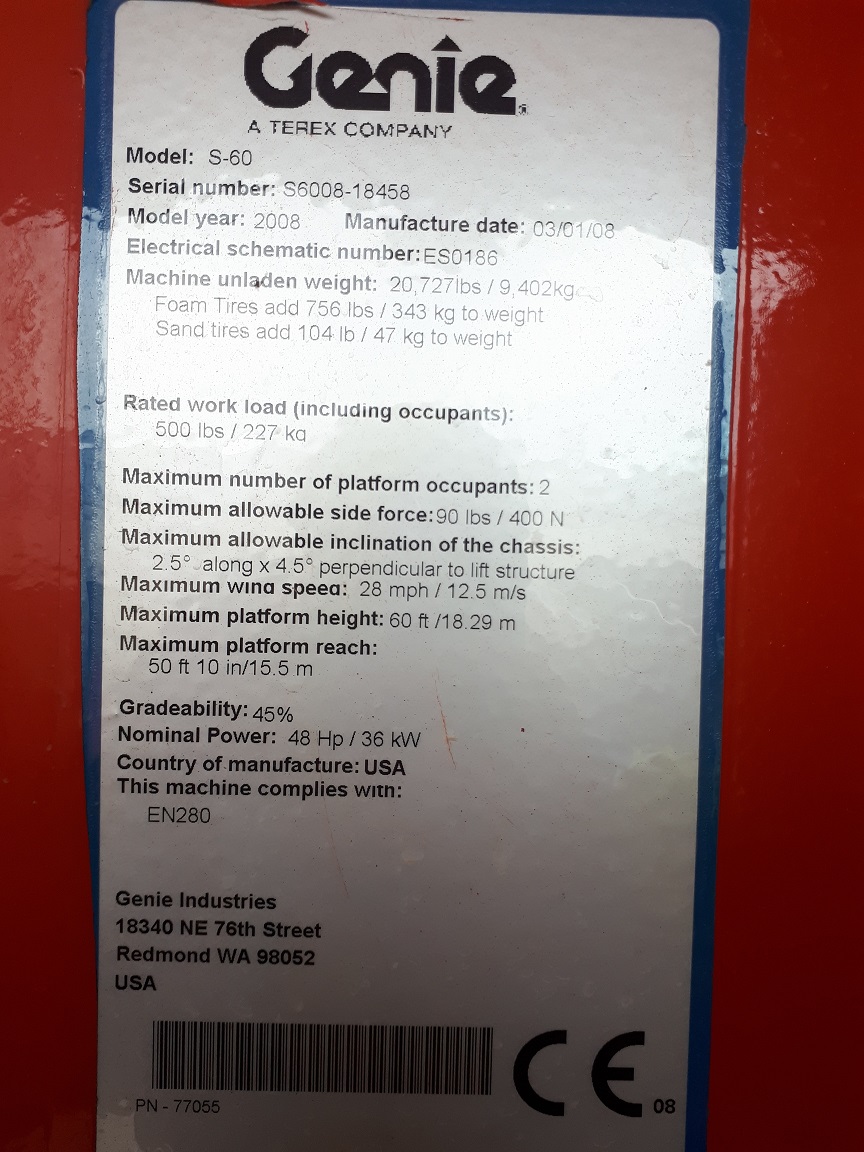 Genie
A TEREX COMPANY
Model: S-60
Serial number: S6008-18458
Model year: 2008 Manufacture date: 03/01/08
Electrical schematic number:ES0186
Machine unladen weight: 20,727lbs / 9,402kg
Foam Tires add 756 lbs / 343 kg to weight
Sand tires add 104 lb / 47 kg to weight
Rated work load (including occupants):
500 lbs / 227 kg
Maximum number of platform occupants: 2
Maximum allowable side force:90 lbs / 400 N
Maximum allowable inclination of the chassis:
2.5° along x 4.5° perpendicular to lift structure
Maximum wind speed: 28 mph / 12.5 m/s
Maximum platform height: 60 ft /18.29 m
Maximum platform reach:
50 ft 10 in/15.5 m
Gradeability: 45%
Nominal Power: 48 Hp / 36 kW
Country of manufacture: USA
This machine complies with:
EN280
Genie Industries
18340 NE 76th Street
Redmond WA 98052
USA
CE 08
PN - 77055